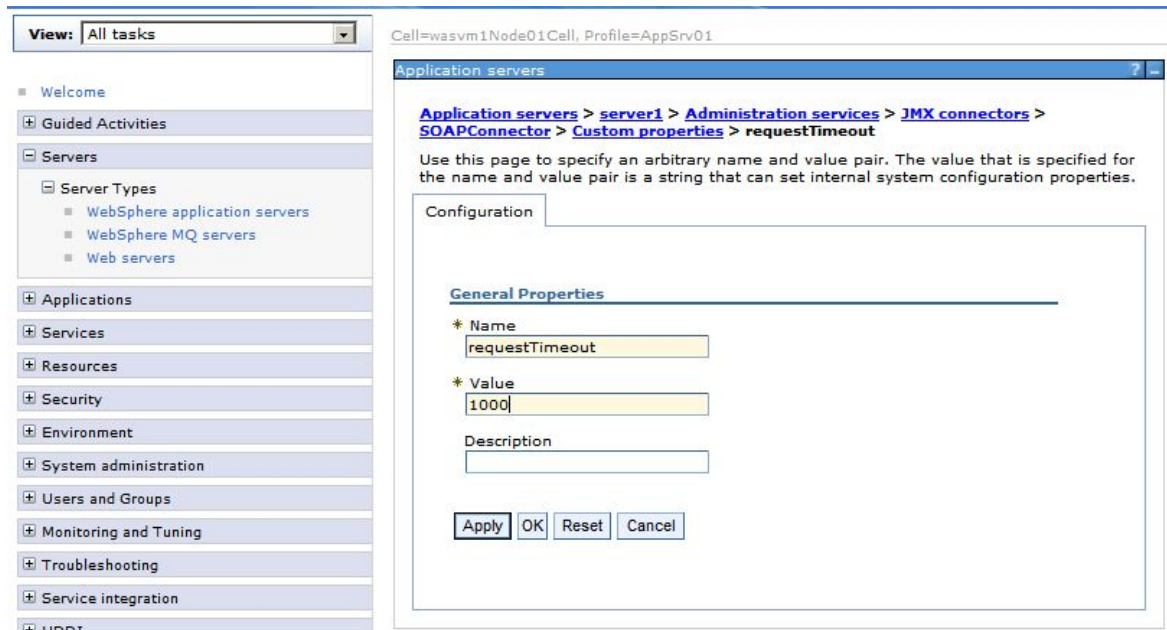 View: All tasks
Cell=wasvm1Node01Cell, Profile=AppSrv01
Welcome
Guided Activities
Servers
Server Types
WebSphere application servers
WebSphere MQ servers
Web servers
Applications
Services
Resources
Security
Environment
System administration
Users and Groups
Monitoring and Tuning
Troubleshooting
Service integration
UDDI
Application servers ? -
Application servers > server1 > Administration services > JMX connectors >
SOAPConnector > Custom properties > requestTimeout
Use this page to specify an arbitrary name and value pair. The value that is specified for
the name and value pair is a string that can set internal system configuration properties.
Configuration
General Properties
* Name
requestTimeout
* Value
1000
Description
Apply OK Reset Cancel